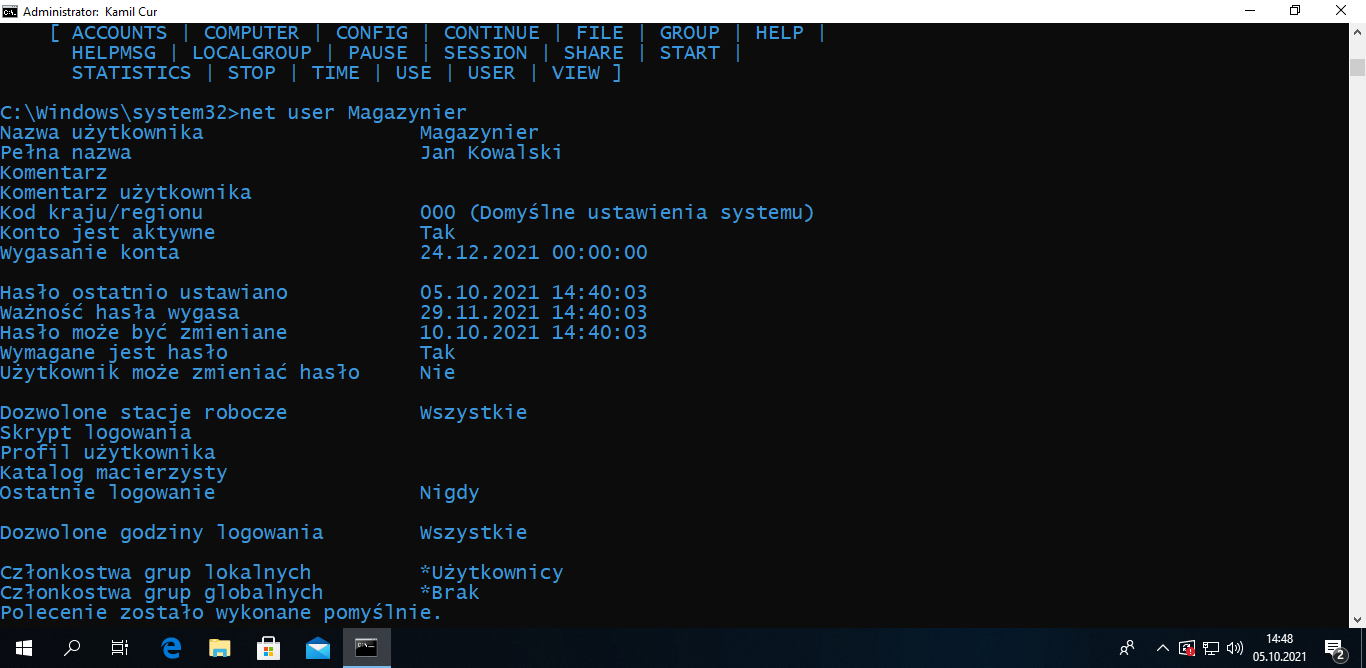 Administrator: Kamil Cur
[ ACCOUNTS | COMPUTER | CONFIG | CONTINUE | FILE | GROUP | HELP |
HELPMSG | LOCALGROUP | PAUSE | SESSION | SHARE | START |
STATISTICS | STOP | TIME | USE | USER | VIEW ]
C:\Windows\system32>net user Magazynier
Nazwa użytkownika Magazynier
Pełna nazwa Jan Kowalski
Komentarz
Komentarz użytkownika
Kod kraju/regionu 000 (Domyślne ustawienia systemu)
Konto jest aktywne Tak
Wygasanie konta 24.12.2021 00:00:00
Hasło ostatnio ustawiano 05.10.2021 14:40:03
Ważność hasła wygasa 29.11.2021 14:40:03
Hasło może być zmieniane 10.10.2021 14:40:03
Wymagane jest hasło Tak
Użytkownik może zmieniać hasło Nie
Dozwolone stacje robocze Wszystkie
Skrypt logowania
Profil użytkownika
Katalog macierzysty
Ostatnie logowanie Nigdy
Dozwolone godziny logowania Wszystkie
Członkostwa grup lokalnych *Użytkownicy
Członkostwa grup globalnych *Brak
Polecenie zostało wykonane pomyślnie.
14:48
05.10.2021
2